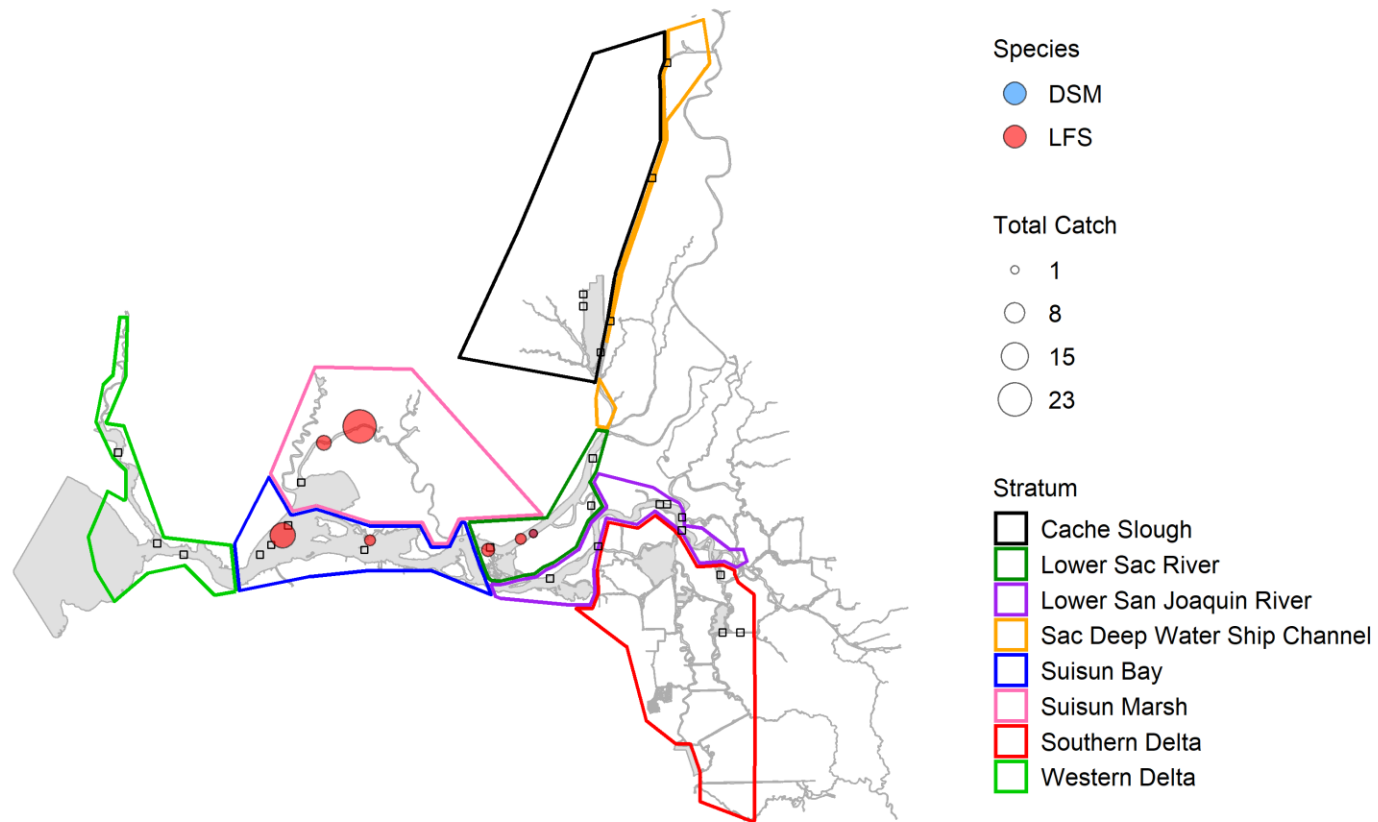 Species
DSM
LFS
Total Catch
1
8
15
23
Stratum
Cache Slough
Lower Sac River
Lower San Joaquin River
Sac Deep Water Ship Channel
Suisun Bay
Suisun Marsh
Southern Delta
Western Delta